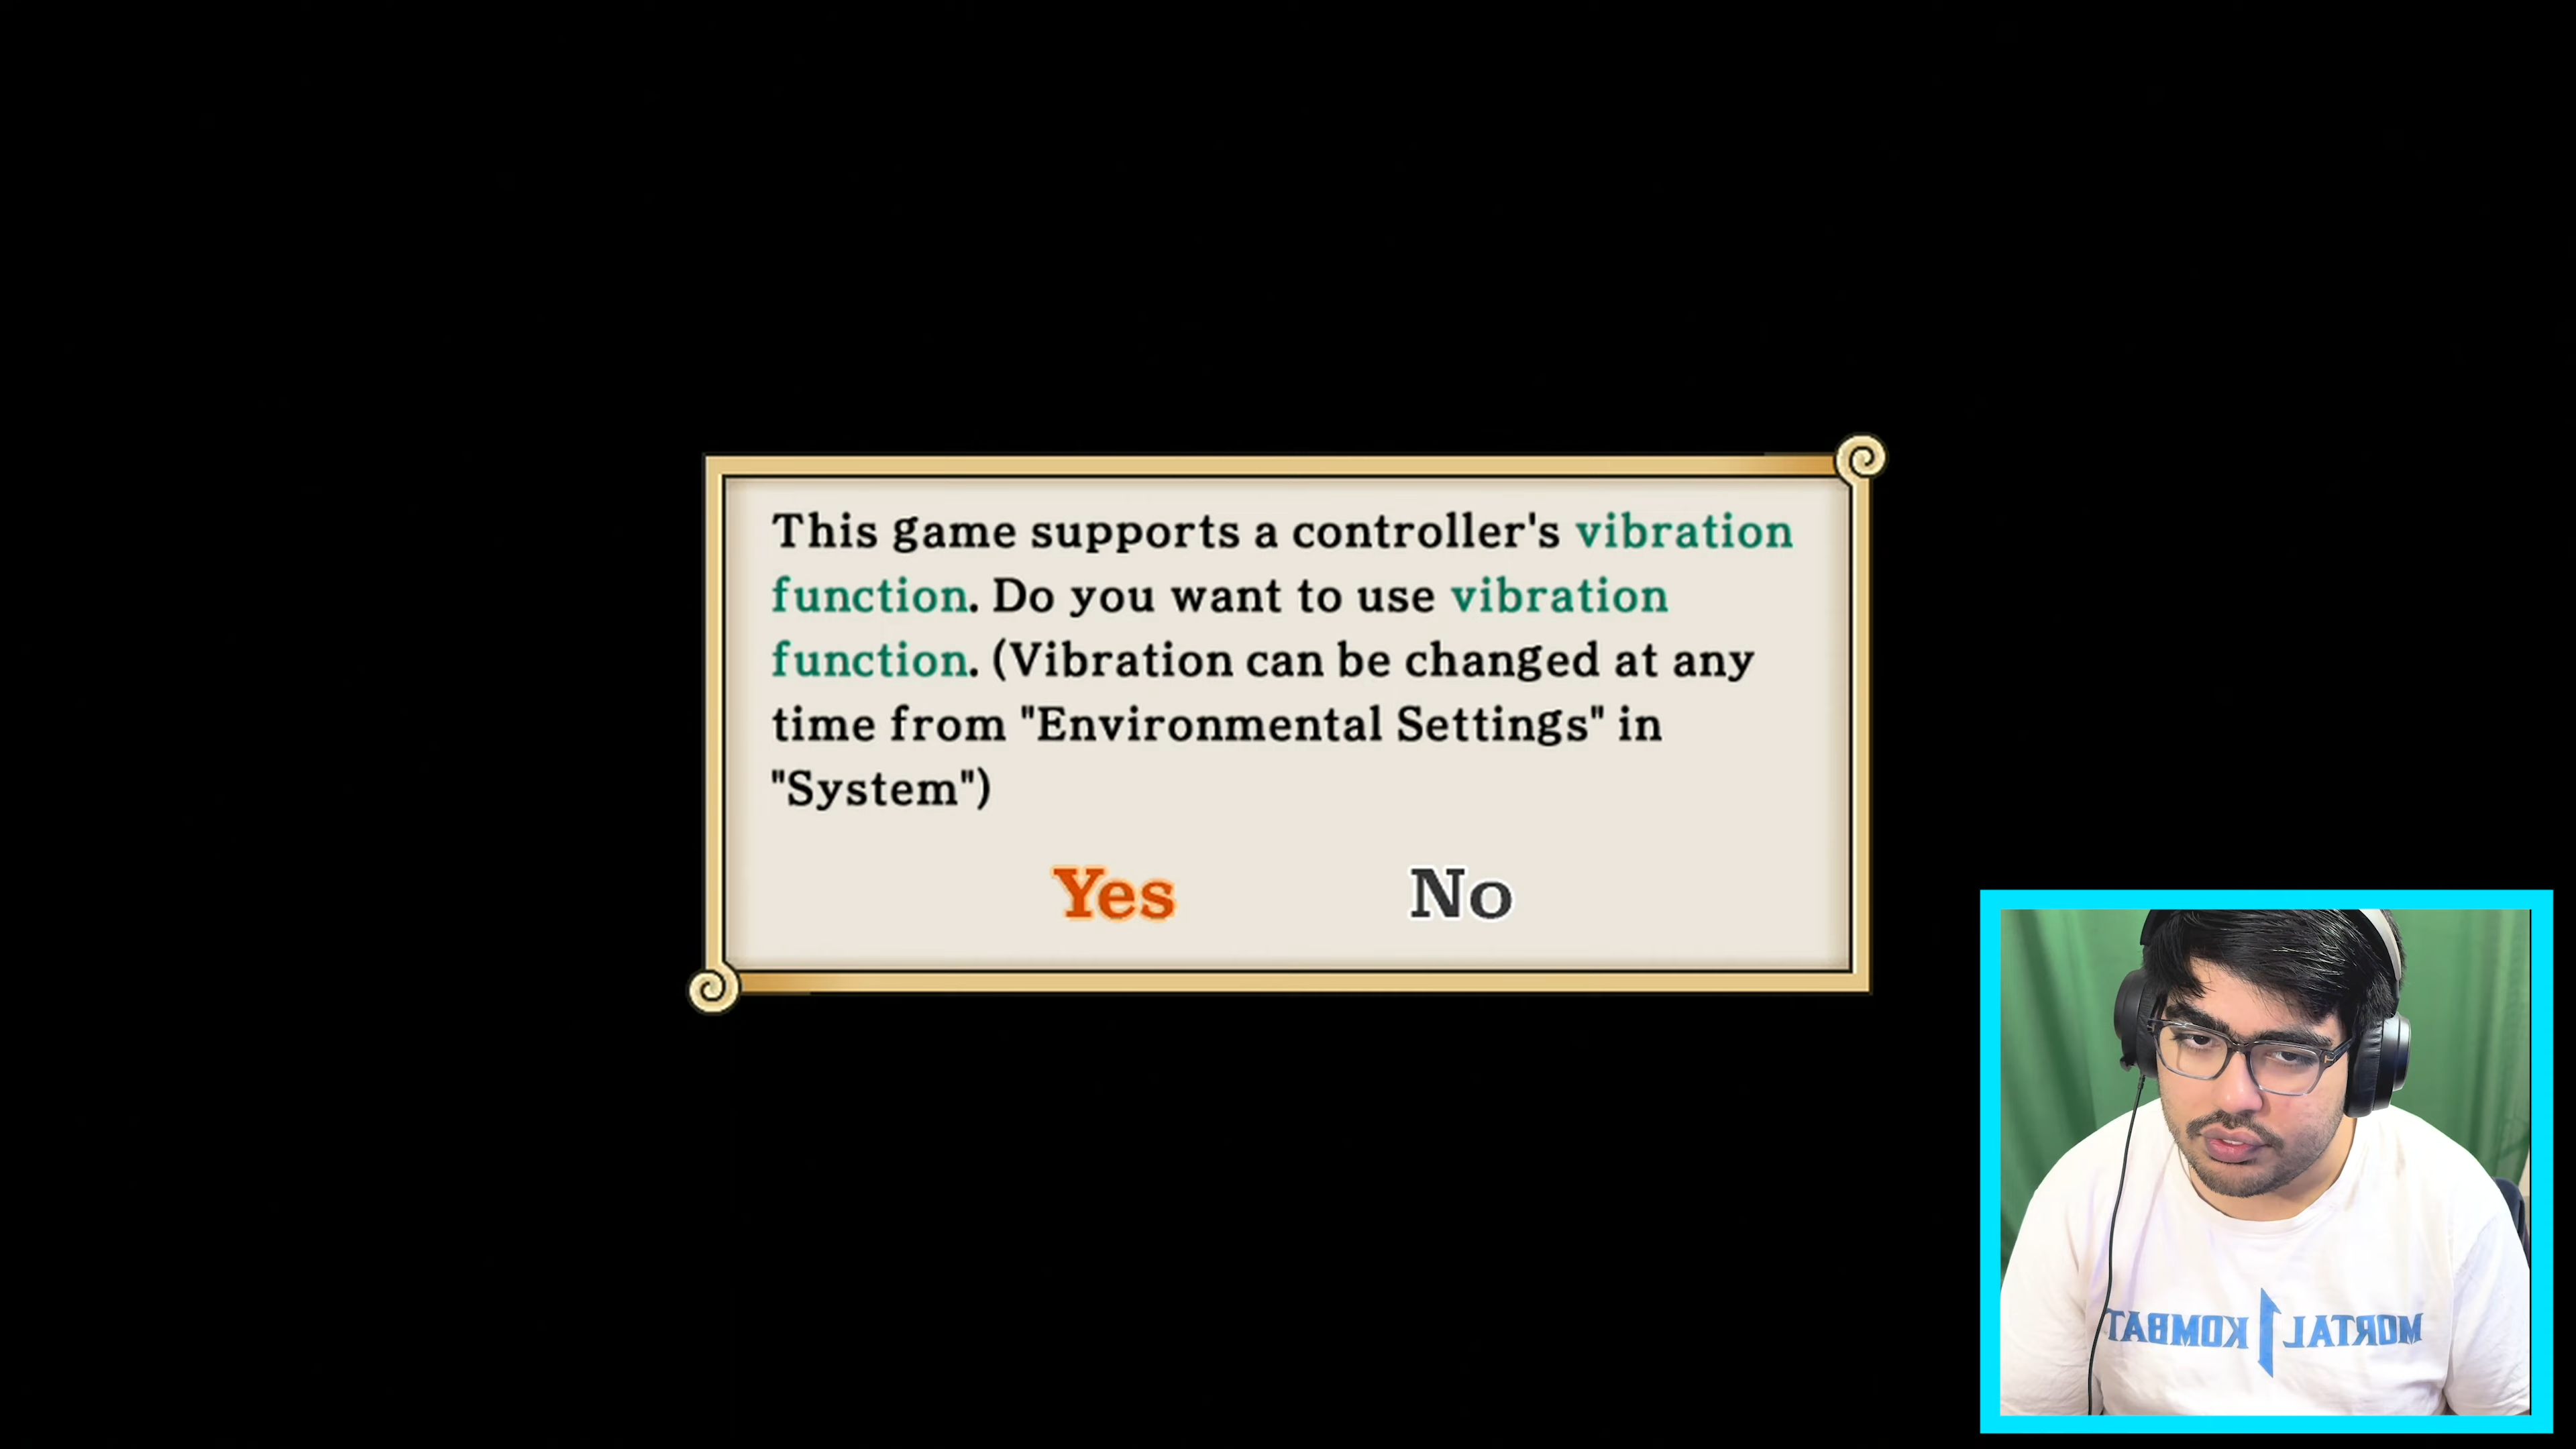 This game supports a controller's vibration
function. Do you want to use vibration
function. (Vibration can be changed at any
time from "Environmental Settings" in
"System")
Yes No
MORTAL 1 KOMBAT